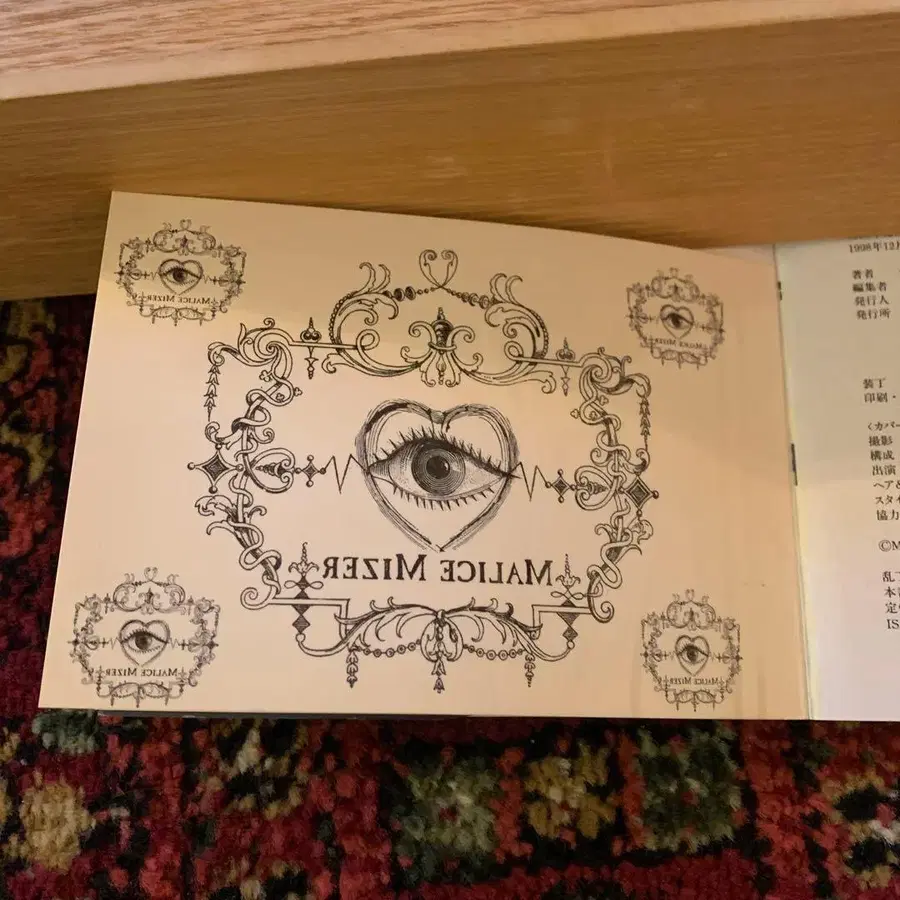 MALICE MIZER
MALICE MIZER
MALICE MIZER
MALICE MIZER
MALICE MIZER
1998年12
著者
編集者
発行人
発行所
装丁
印刷・
〈カバー
撮影
構成
出演
ヘア&
スタイ
協力
©M
乱丁
本
定
IS